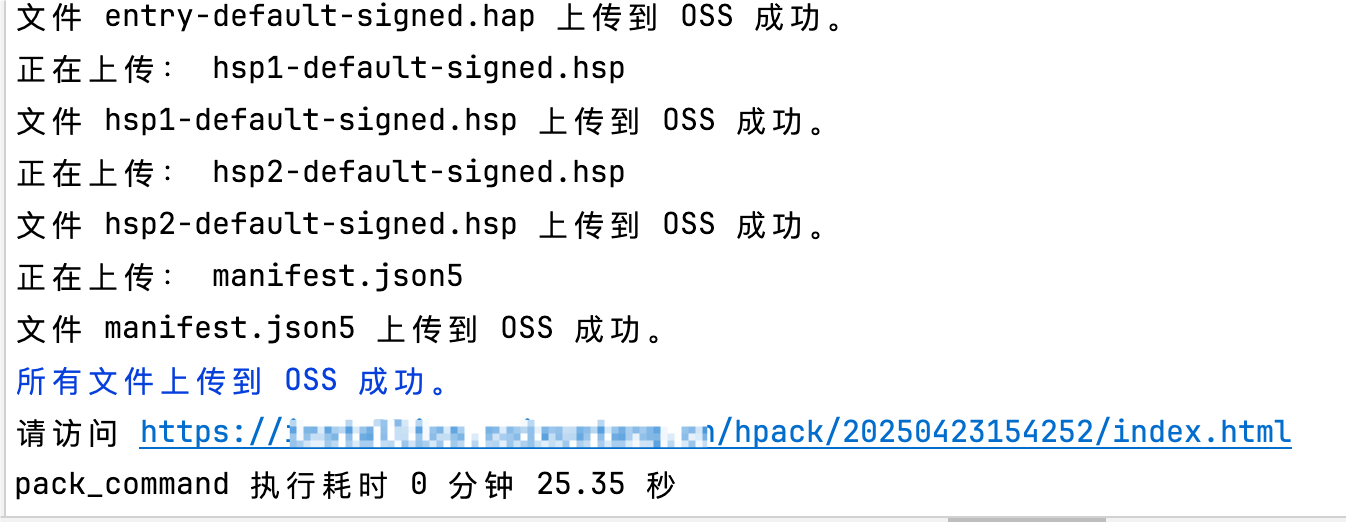 文件 entry-default-signed.hap 上传到 OSS 成功。
正在上传： hsp1-default-signed.hsp
文件 hsp1-default-signed.hsp 上传到 OSS 成功。
正在上传： hsp2-default-signed.hsp
文件 hsp2-default-signed.hsp 上传到 OSS 成功。
正在上传： manifest.json5
文件 manifest.json5 上传到 OSS 成功。
所有文件上传到 OSS 成功。
请访问 https:// /hpack/20250423154252/index.html
pack_command 执行耗时 0 分钟 25.35 秒